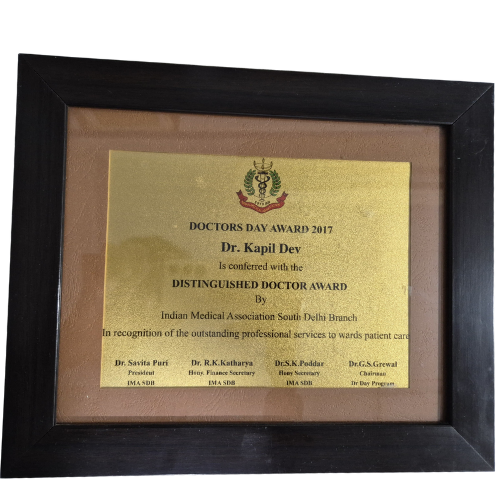 DOCTORS DAY AWARD 2017
Dr. Kapil Dev
Is conferred with the
DISTINGUISHED DOCTOR AWARD
By
Indian Medical Association South Delhi Branch
In recognition of the outstanding professional services to wards patient care
Dr. Savita Puri Dr. R.K.Katharya Dr.S.K.Poddar Dr.G.S.Grewal
President Hony. Finance Secretary Hony Secretary Chairman
IMA SDB IMA SDB IMA SDB Dr Day Program